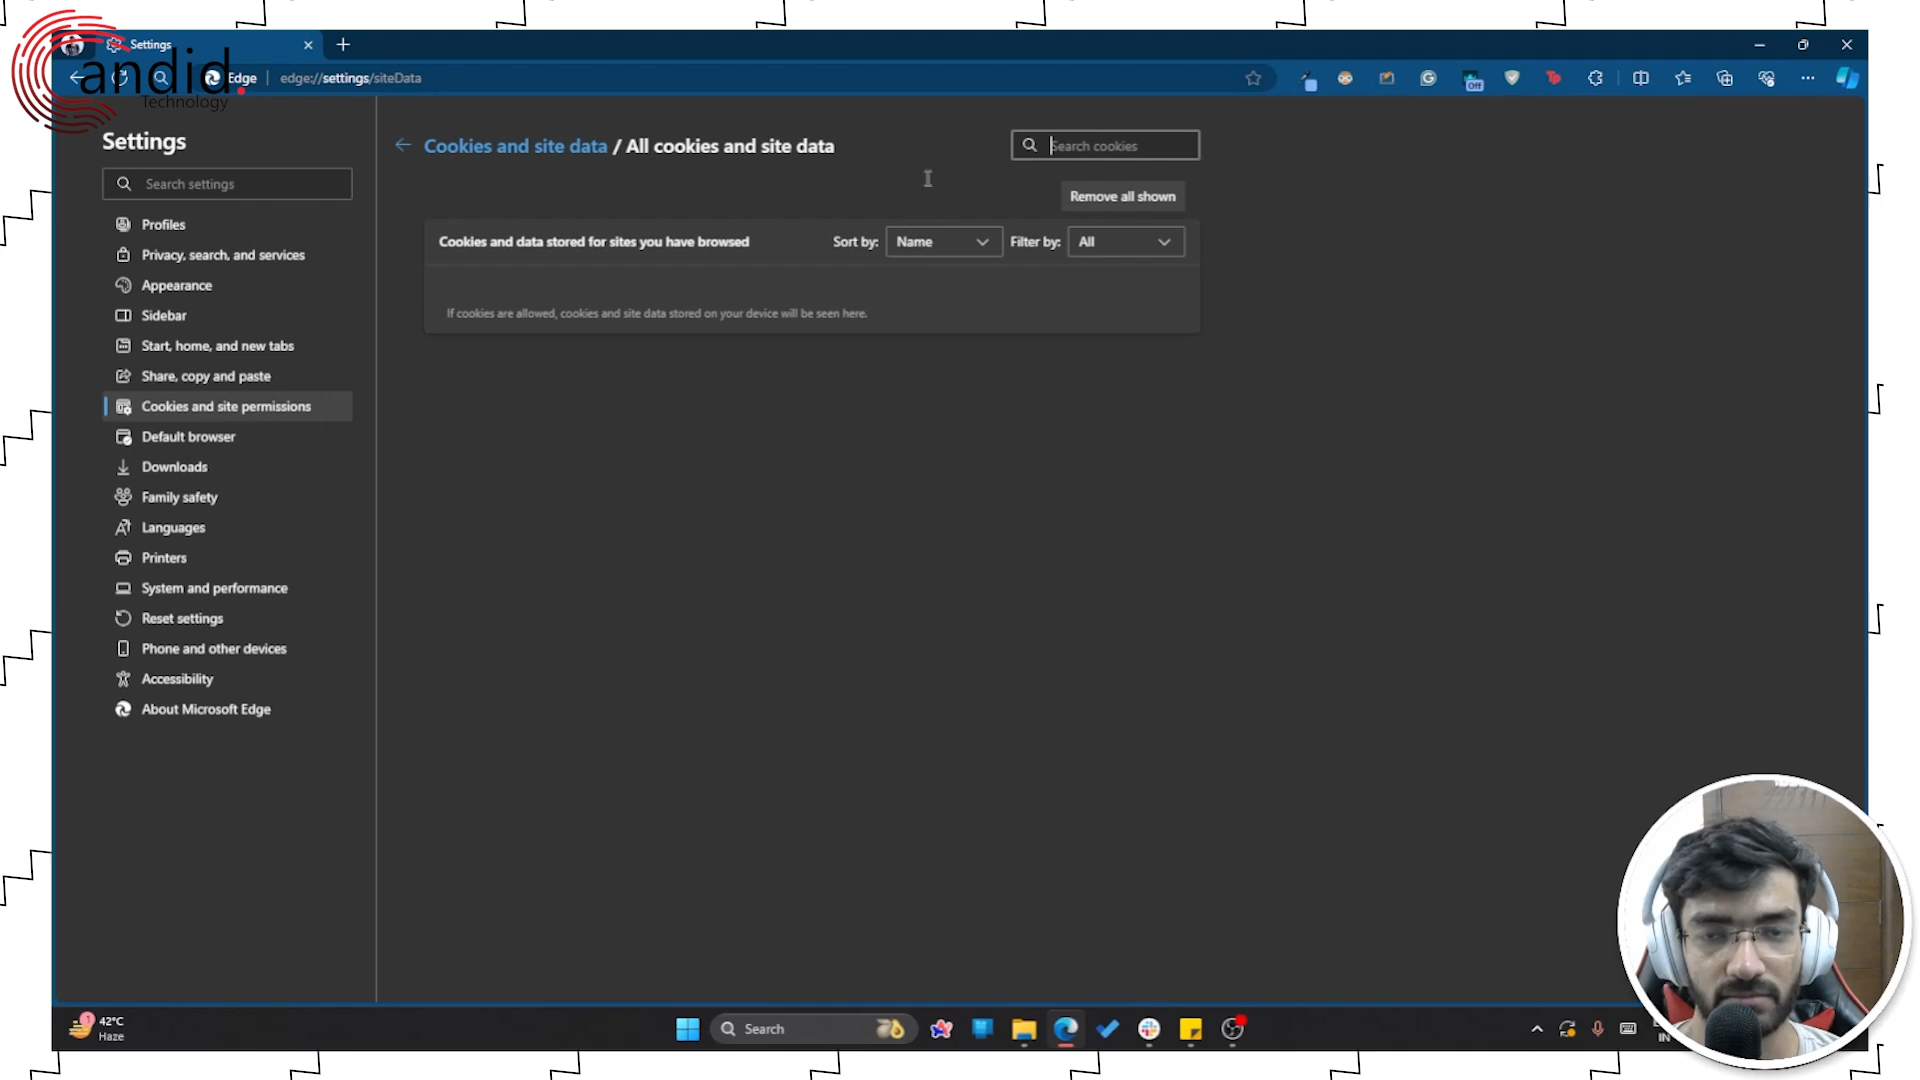 andid.
Technology
Settings
Edge
edge://settings/siteData
Off
Settings
Search settings
Profiles
Privacy, search, and services
Appearance
Sidebar
Start, home, and new tabs
Share, copy and paste
Cookies and site permissions
Default browser
Downloads
Family safety
Languages
Printers
System and performance
Reset settings
Phone and other devices
Accessibility
About Microsoft Edge
Cookies and site data / All cookies and site data
Search cookies
Remove all shown
Cookies and data stored for sites you have browsed
Sort by: Name
Filter by: All
If cookies are allowed, cookies and site data stored on your device will be seen here.
1
42°C
Haze
Search
IN